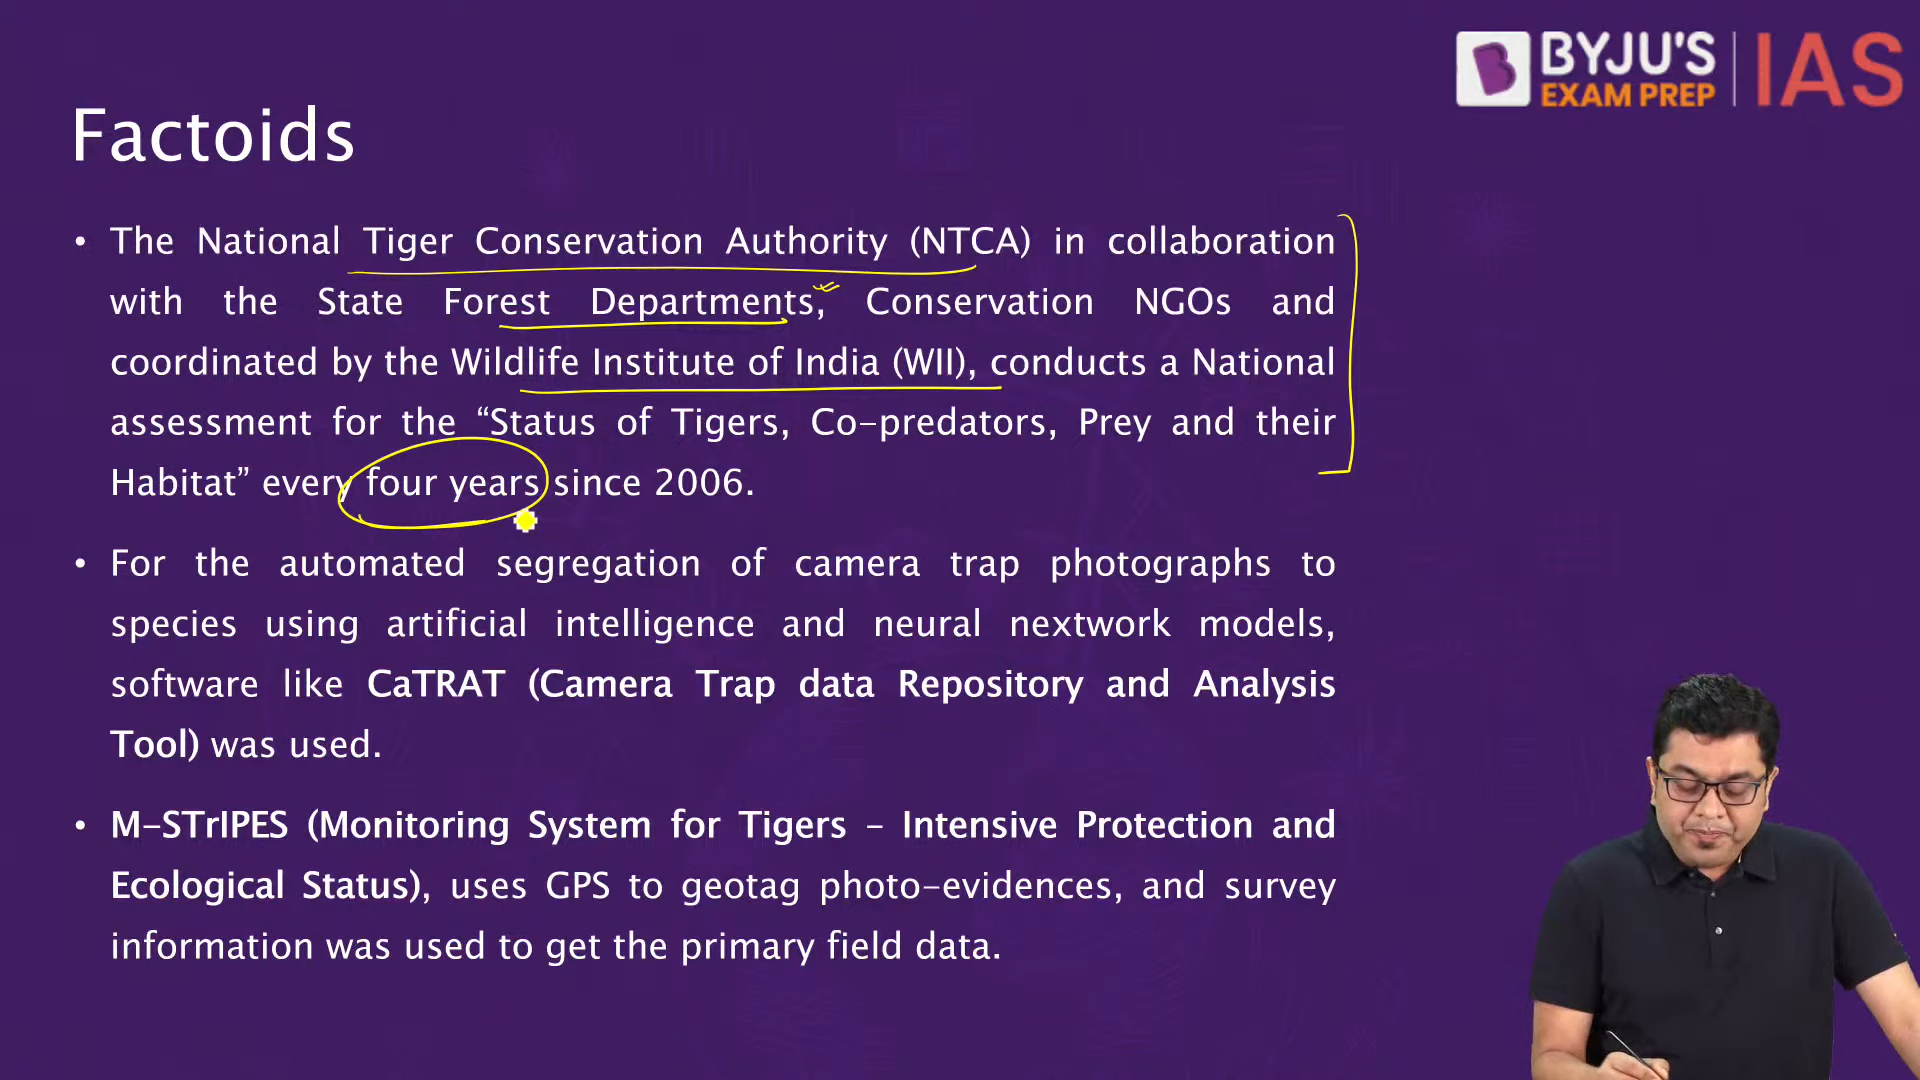 BYJU'S
EXAM PREP
IAS
Factoids
• The National Tiger Conservation Authority (NTCA) in collaboration
with the State Forest Departments, Conservation NGOs and
coordinated by the Wildlife Institute of India (WII), conducts a National
assessment for the “Status of Tigers, Co-predators, Prey and their
Habitat” every four years since 2006.
• For the automated segregation of camera trap photographs to
species using artificial intelligence and neural nextwork models,
software like CaTRAT (Camera Trap data Repository and Analysis
Tool) was used.
• M-STrIPES (Monitoring System for Tigers – Intensive Protection and
Ecological Status), uses GPS to geotag photo-evidences, and survey
information was used to get the primary field data.